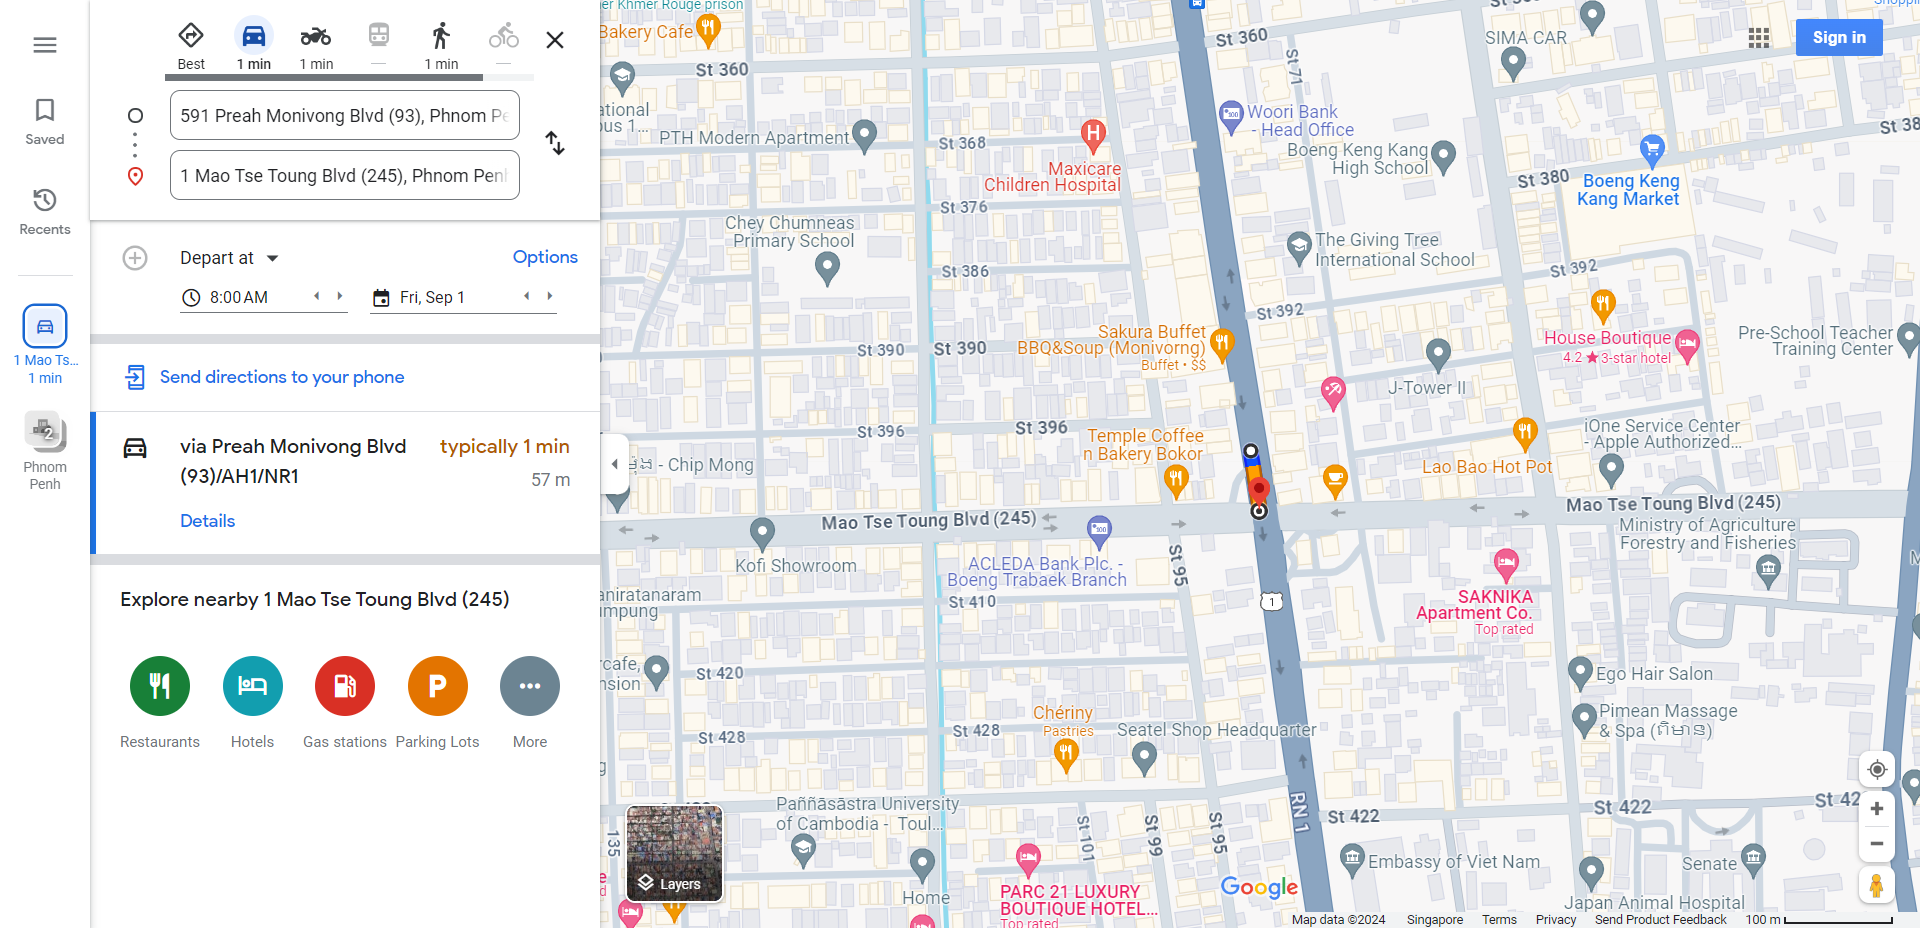 Saved
Recents
1 Mao Ts...
1 min
2
Phnom
Penh
Best
1 min
1 min
—
1 min
—
591 Preah Monivong Blvd (93), Phnom Pe
1 Mao Tse Toung Blvd (245), Phnom Penh
Depart at
Options
8:00 AM
Fri, Sep 1
Send directions to your phone
via Preah Monivong Blvd
(93)/AH1/NR1
typically 1 min
57 m
Details
Explore nearby 1 Mao Tse Toung Blvd (245)
P
Restaurants
Hotels
Gas stations
Parking Lots
More
er Khmer Rouge prison
Bakery Cafe
St 360
St 360
St 71
SIMA CAR
Sign in
ational
ous 1...
PTH Modern Apartment
St 368
H
Maxicare
Children Hospital
Woori Bank
- Head Office
Boeng Keng Kang
High School
St 380
Boeng Keng
Kang Market
St 38
St 376
Chey Chumneas
Primary School
The Giving Tree
International School
St 386
St 392
St 392
Sakura Buffet
BBQ&Soup (Monivorng)
Buffet • $$
St 390
St 390
House Boutique
4.2 ★ 3-star hotel
Pre-School Teacher
Training Center
J-Tower II
St 396
St 396
Temple Coffee
n Bakery Bokor
iOne Service Center
- Apple Authorized...
Lao Bao Hot Pot
- Chip Mong
Mao Tse Toung Blvd (245)
Mao Tse Toung Blvd (245)
Ministry of Agriculture
Forestry and Fisheries
Kofi Showroom
ACLEDA Bank Plc. -
Boeng Trabaek Branch
St 95
aniratanaram
umpung
St 410
1
SAKNIKA
Apartment Co.
Top rated
rcafe,
nsion
St 420
Ego Hair Salon
Chériny
Pastries
Seatel Shop Headquarter
Pimean Massage
& Spa (ពិមាន)
St 428
St 428
Paññāsāstra University
of Cambodia - Toul...
135
St 101
St 99
St 95
RN 1
St 422
St 422
St 42
Embassy of Viet Nam
Senate
Layers
Home
PARC 21 LUXURY
BOUTIQUE HOTEL...
Top rated
Google
Japan Animal Hospital
Map data ©2024
Singapore
Terms
Privacy
Send Product Feedback
100 m